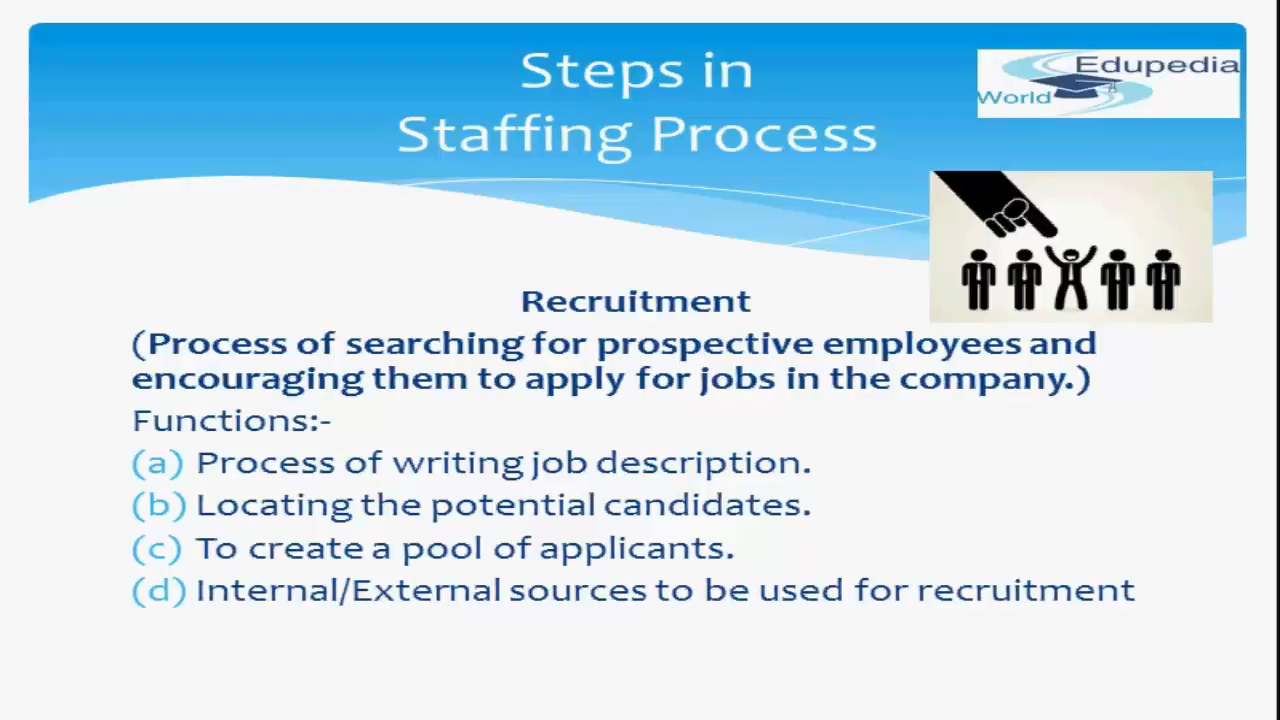 Steps in
Staffing Process
Edupedia
World
Recruitment
(Process of searching for prospective employees and
encouraging them to apply for jobs in the company.)
Functions:-
(a) Process of writing job description.
(b) Locating the potential candidates.
(c) To create a pool of applicants.
(d) Internal/External sources to be used for recruitment